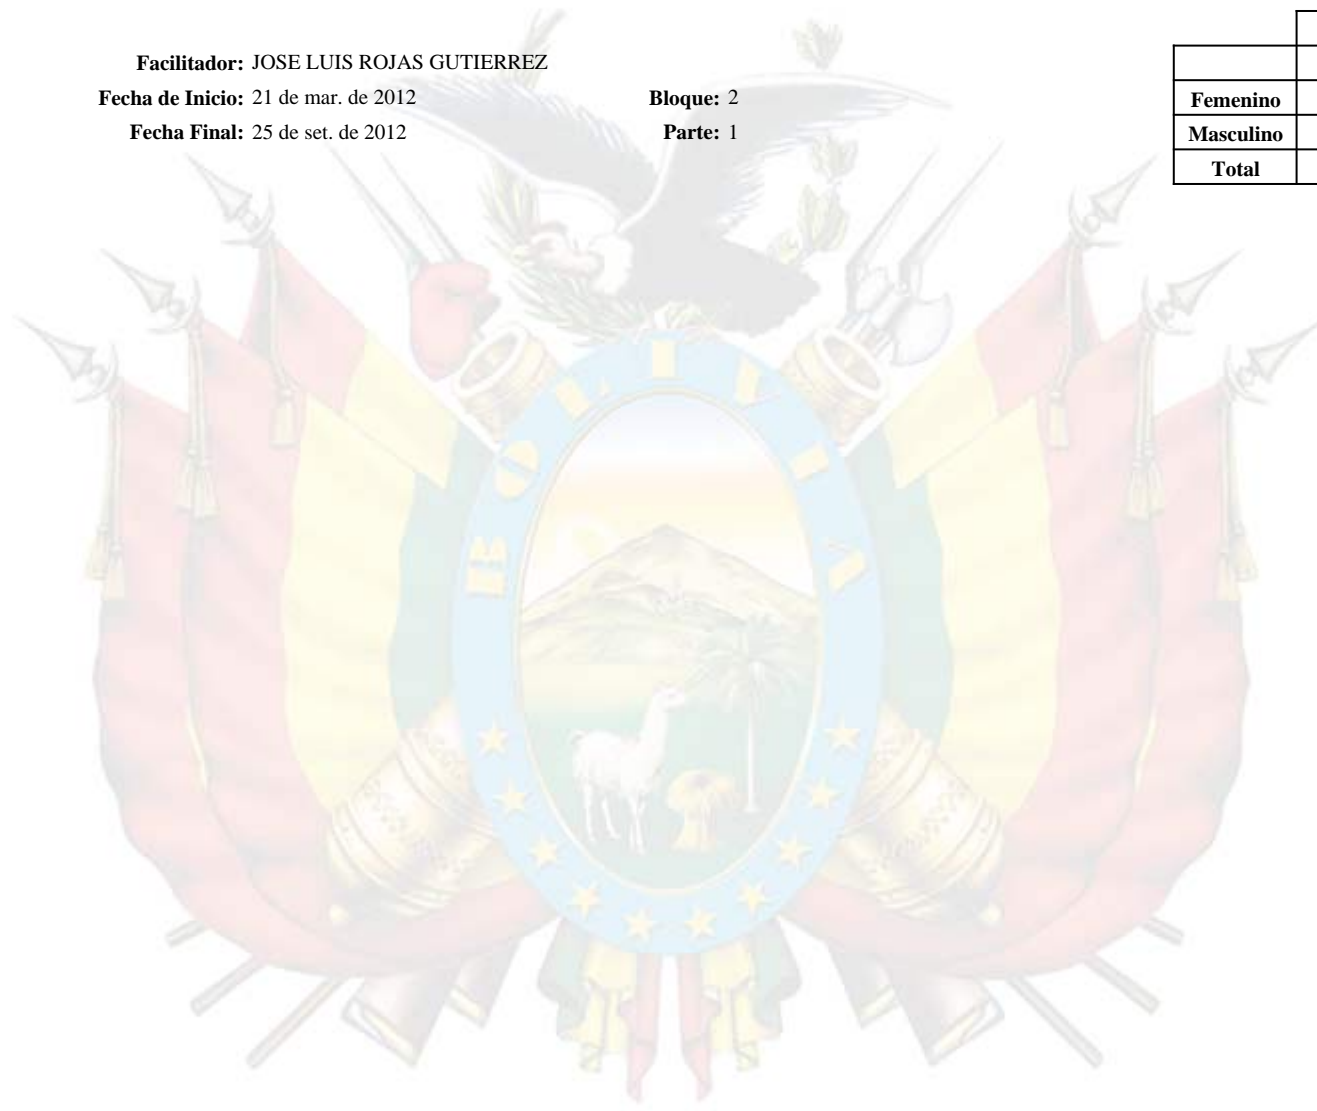 Facilitador: JOSE LUIS ROJAS GUTIERREZ
Fecha de Inicio: 21 de mar. de 2012 Bloque: 2
Fecha Final: 25 de set. de 2012 Parte: 1
Femenino
Masculino
Total
BOLIVIA